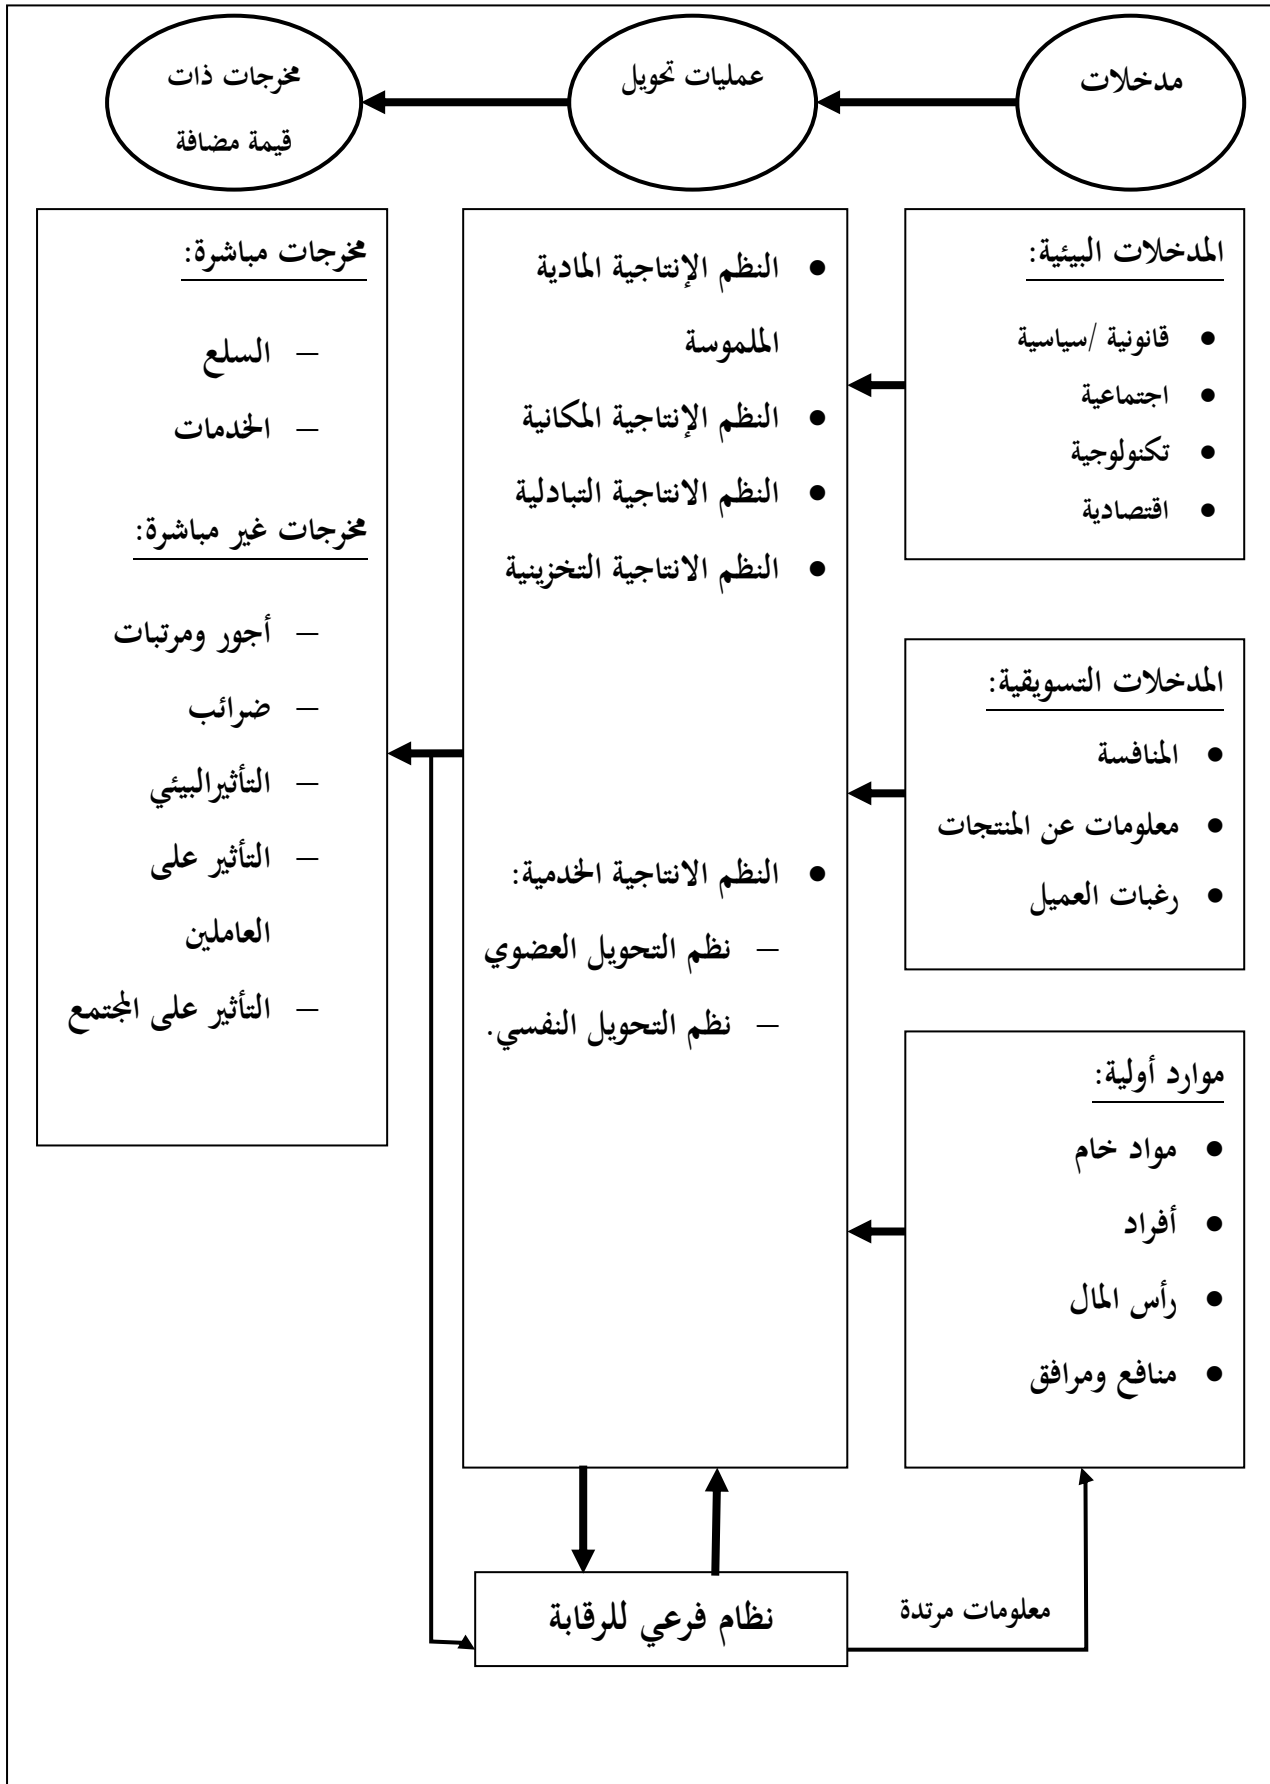 مدخلات
عمليات تحويل
مخرجات ذات
قيمة مضافة
المدخلات البيئية:
● قانونية /سياسية
● اجتماعية
● تكنولوجية
● اقتصادية
المدخلات التسويقية:
● المنافسة
● معلومات عن المنتجات
● رغبات العميل
موارد أولية:
● مواد خام
● أفراد
● رأس المال
● منافع ومرافق
● النظم الإنتاجية المادية
الملموسة
● النظم الإنتاجية المكانية
● النظم الانتاجية التبادلية
● النظم الانتاجية التخزينية
● النظم الانتاجية الخدمية:
– نظم التحويل العضوي
– نظم التحويل النفسي.
مخرجات مباشرة:
– السلع
– الخدمات
مخرجات غير مباشرة:
– أجور ومرتبات
– ضرائب
– التأثيرالبيئي
– التأثير على
العاملين
– التأثير على المجتمع
نظام فرعي للرقابة
معلومات مرتدة